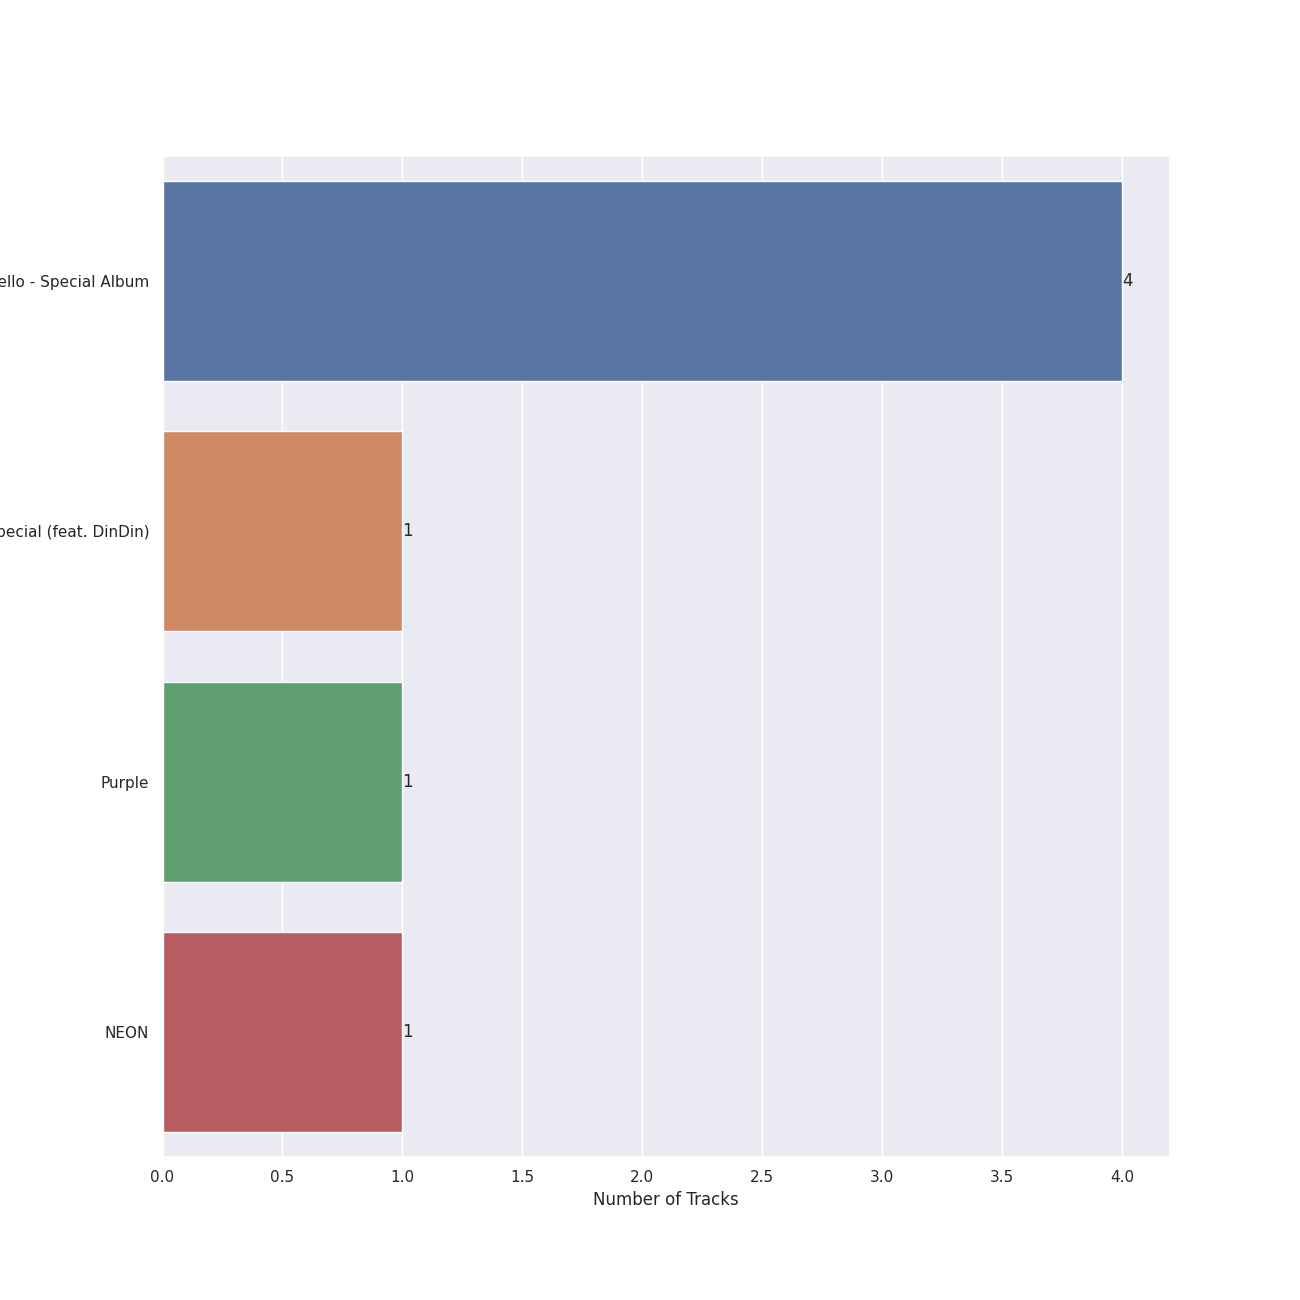 ello - Special Album
4
pecial (feat. DinDin)
1
Purple
1
NEON
1
0.0 0.5 1.0 1.5 2.0 2.5 3.0 3.5 4.0
Number of Tracks